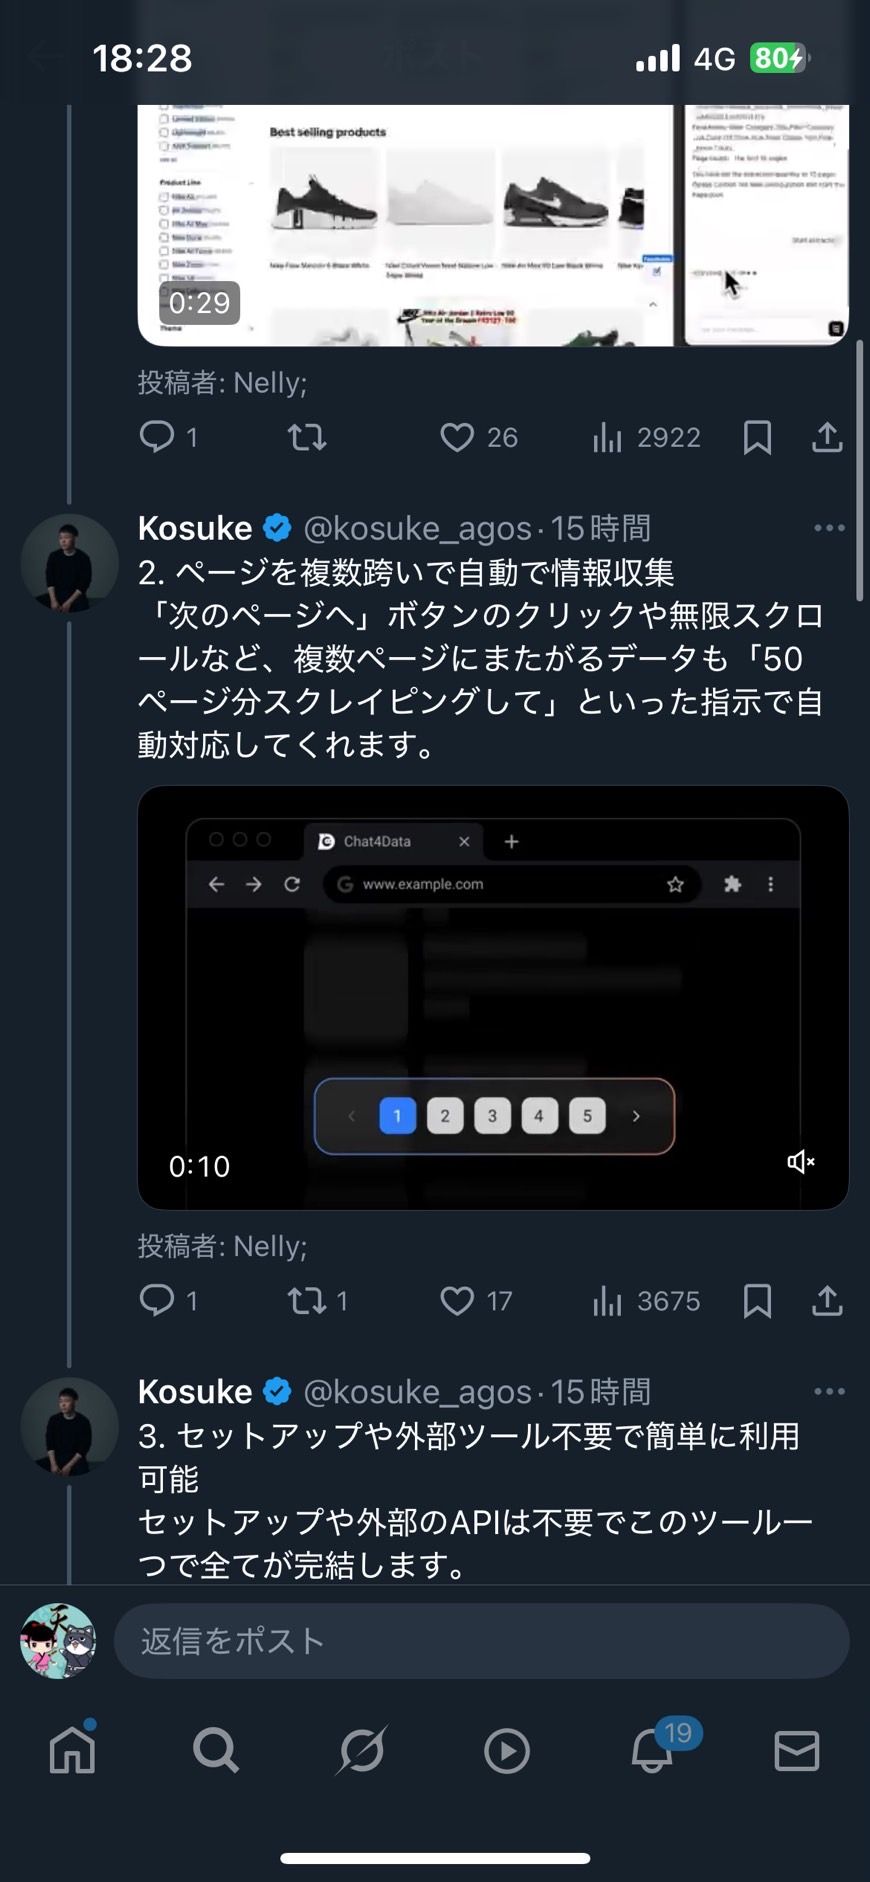 18:28
4G
80
Best selling products
Product Line
0:29
Theme
投稿者: Nelly;
1
26
2922
Kosuke @kosuke_agos·15時間
2. ページを複数跨いで自動で情報収集
「次のページへ」ボタンのクリックや無限スクロ
ールなど、複数ページにまたがるデータも「50
ページ分スクレイピングして」といった指示で自
動対応してくれます。
Chat4Data
www.example.com
1 2 3 4 5
0:10
投稿者: Nelly;
1
1
17
3675
Kosuke @kosuke_agos·15時間
3. セットアップや外部ツール不要で簡単に利用
可能
セットアップや外部のAPIは不要でこのツール一
つで全てが完結します。
天
返信をポスト
19